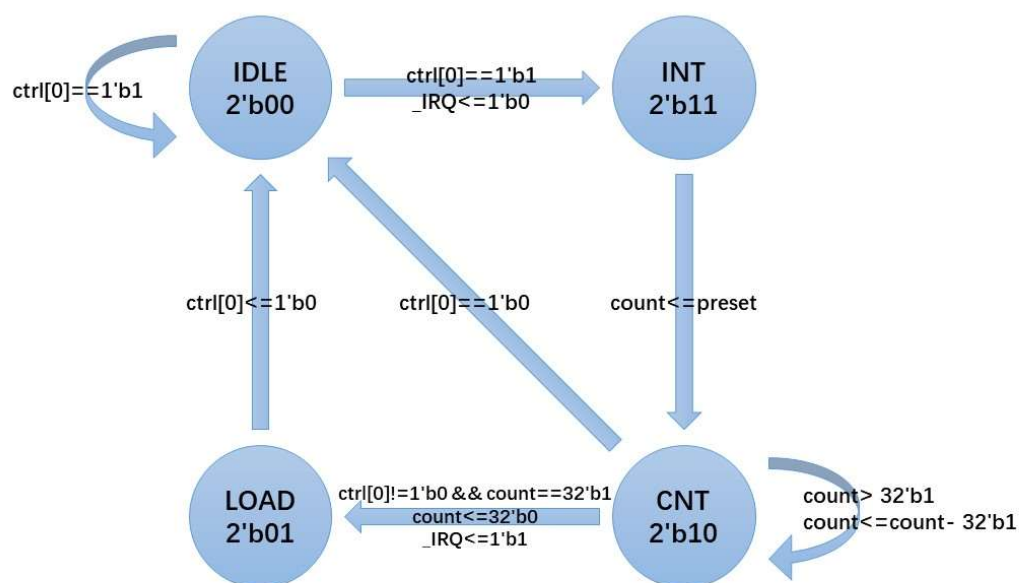 IDLE
2'b00
ctrl[0]==1'b1
ctrl[0]==1'b1
_IRQ<=1'b0
INT
2'b11
ctrl[0]<=1'b0
ctrl[0]==1'b0
count<=preset
LOAD
2'b01
ctrl[0]!=1'b0 && count==32'b1
count<=32'b0
_IRQ<=1'b1
CNT
2'b10
count> 32'b1
count<=count- 32'b1